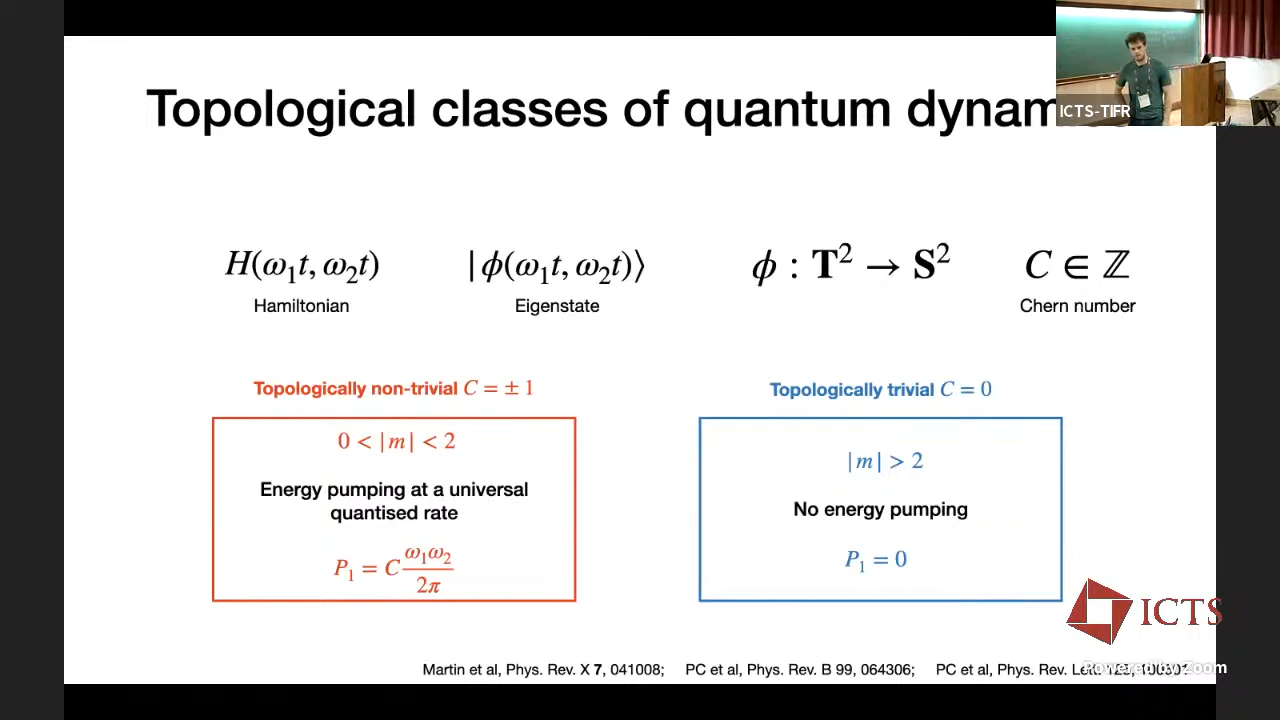 Topological classes of quantum dynam
ICTS-TIFR
H(ω₁t, ω₂t)
|ϕ(ω₁t, ω₂t)⟩
ϕ : T² → S²
C ∈ ℤ
Hamiltonian
Eigenstate
Chern number
Topologically non-trivial C = ± 1
0 < |m| < 2
Energy pumping at a universal
quantised rate
P₁ = C ω₁ω₂ / 2π
Topologically trivial C = 0
|m| > 2
No energy pumping
P₁ = 0
ICTS
Martin et al, Phys. Rev. X 7, 041008; PC et al, Phys. Rev. B 99, 064306; PC et al, Phys. Rev
Powered by Zoom